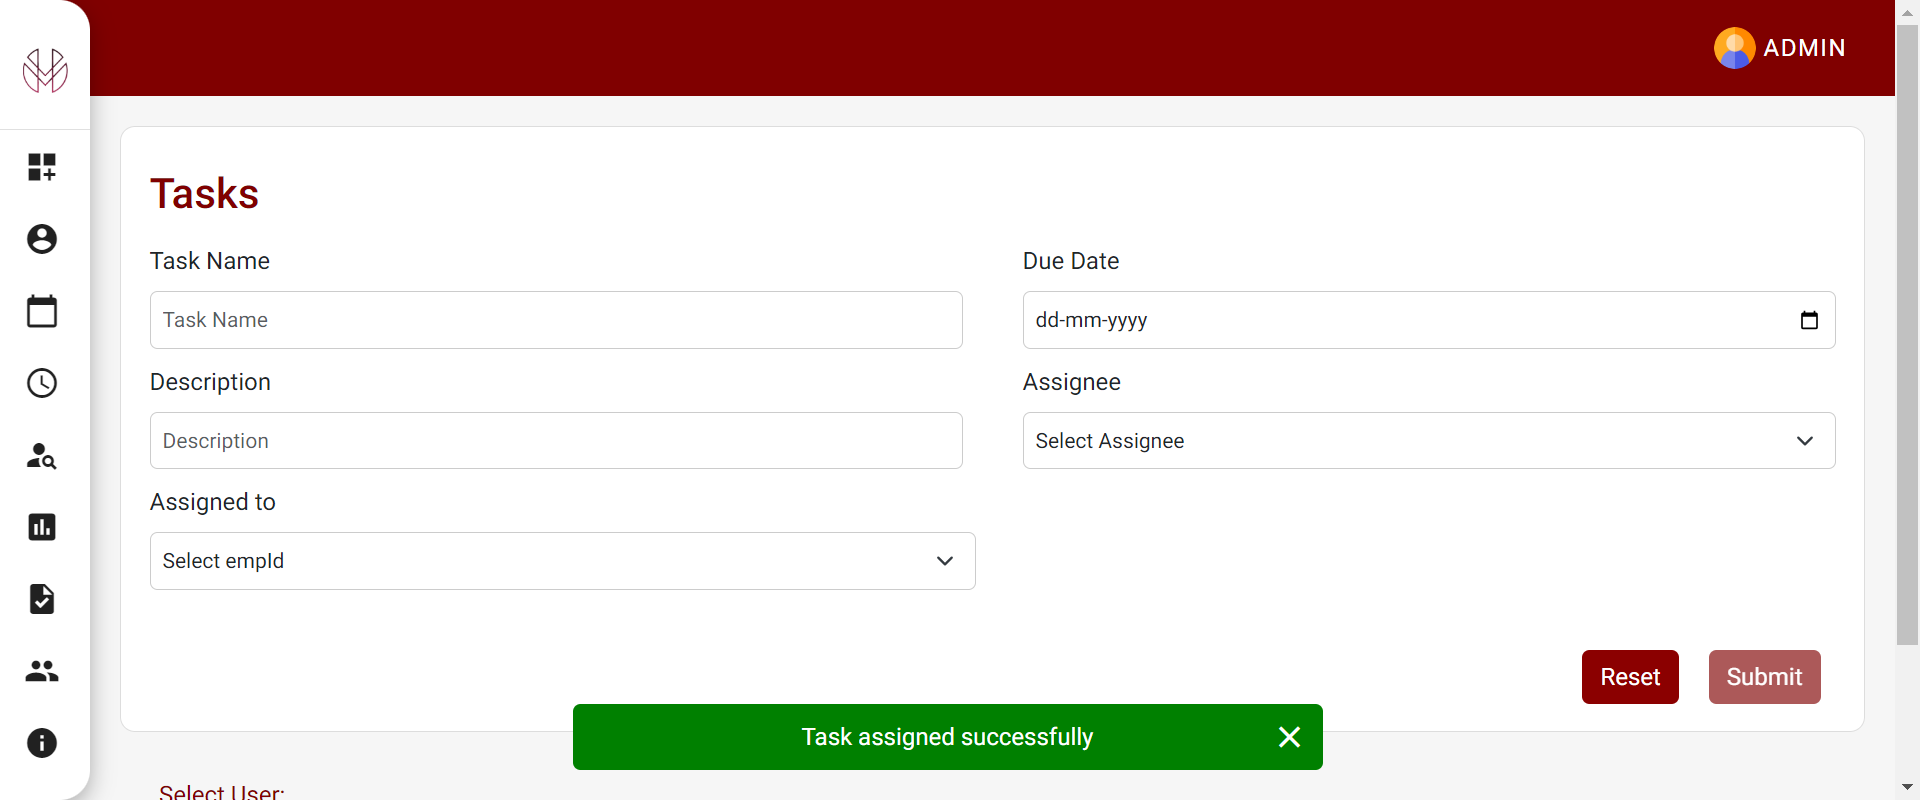 ADMIN
Tasks
Task Name
Due Date
Task Name
dd-mm-yyyy
Description
Assignee
Description
Select Assignee
Assigned to
Select empId
Reset
Submit
Task assigned successfully
Select User: